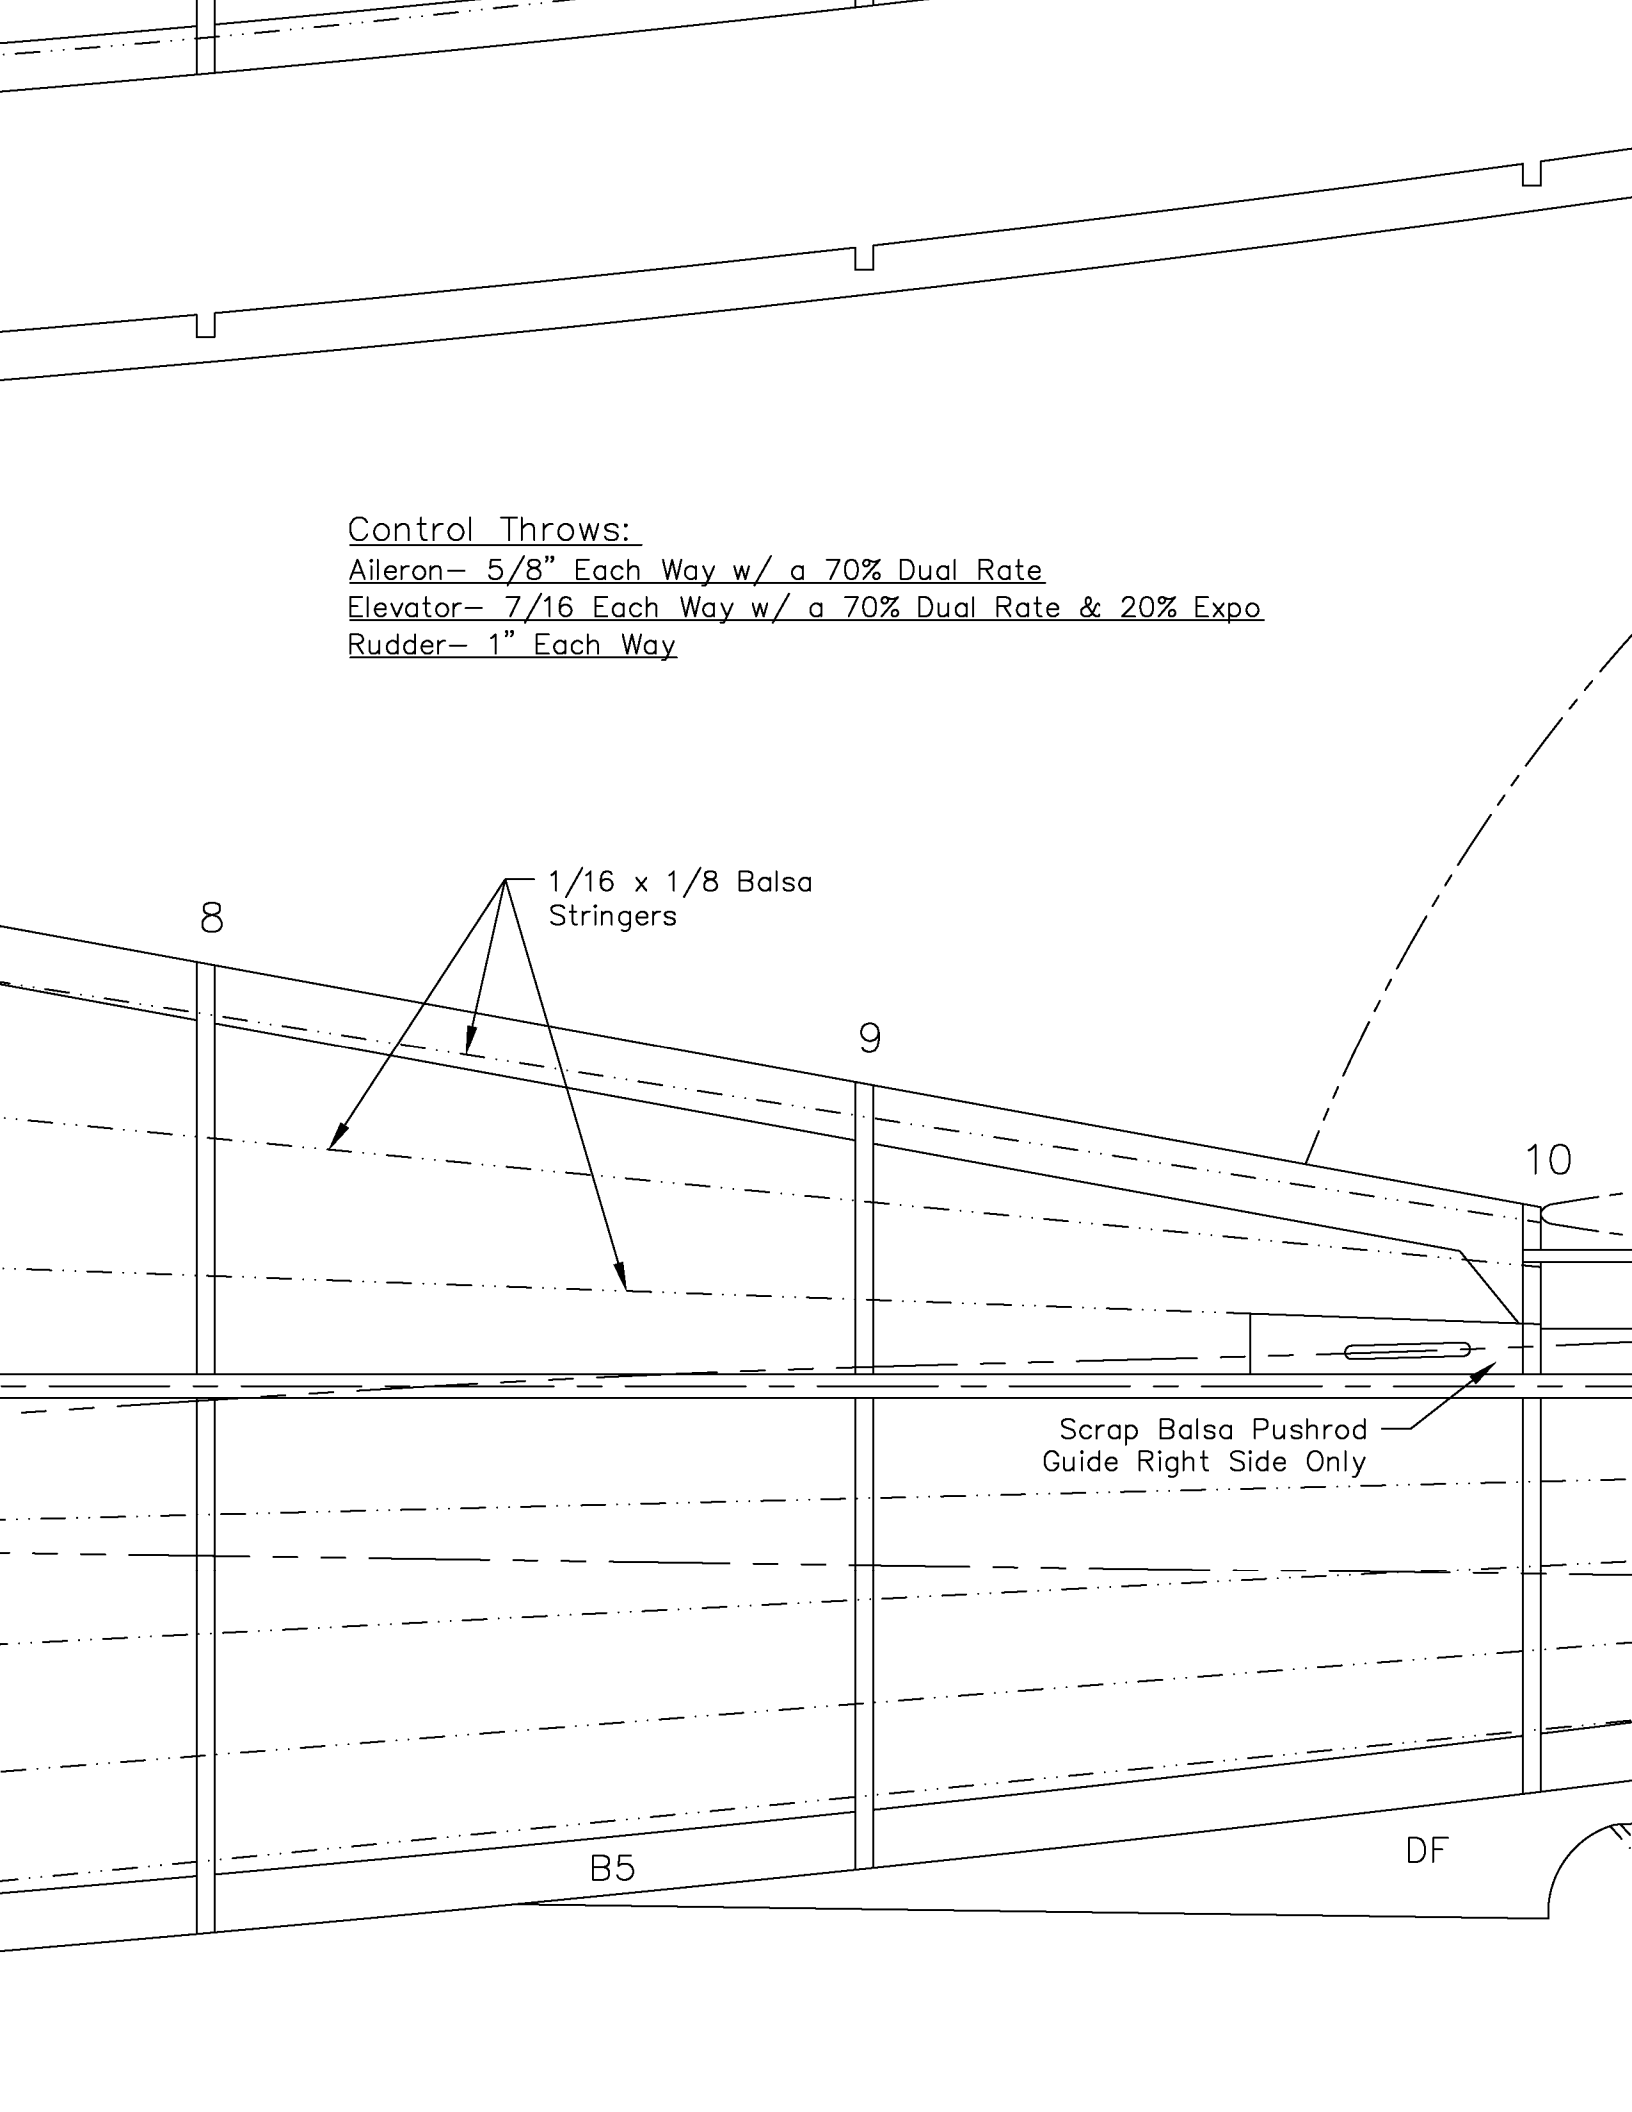 Control Throws:
Aileron– 5/8” Each Way w/ a 70% Dual Rate
Elevator– 7/16 Each Way w/ a 70% Dual Rate & 20% Expo
Rudder– 1” Each Way
1/16 x 1/8 Balsa
Stringers
8
9
10
Scrap Balsa Pushrod
Guide Right Side Only
B5
DF